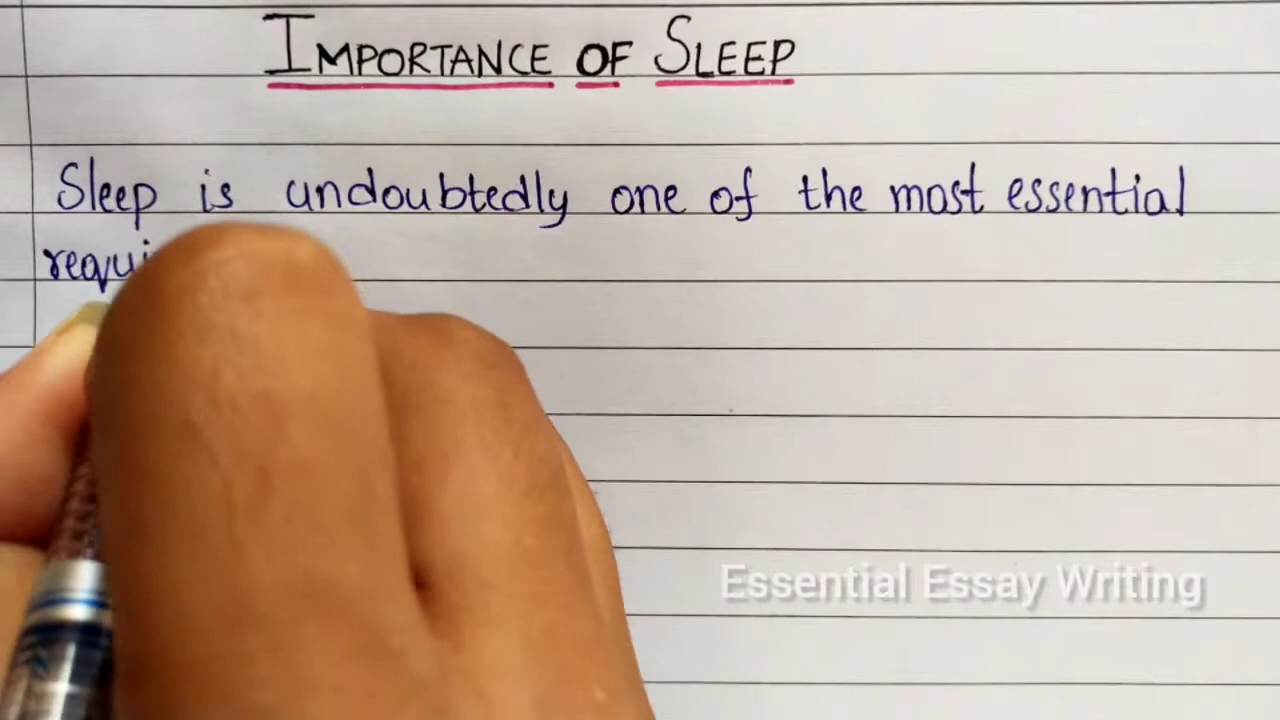 IMPORTANCE OF SLEEP
Sleep is undoubtedly one of the most essential
Essential Essay Writing